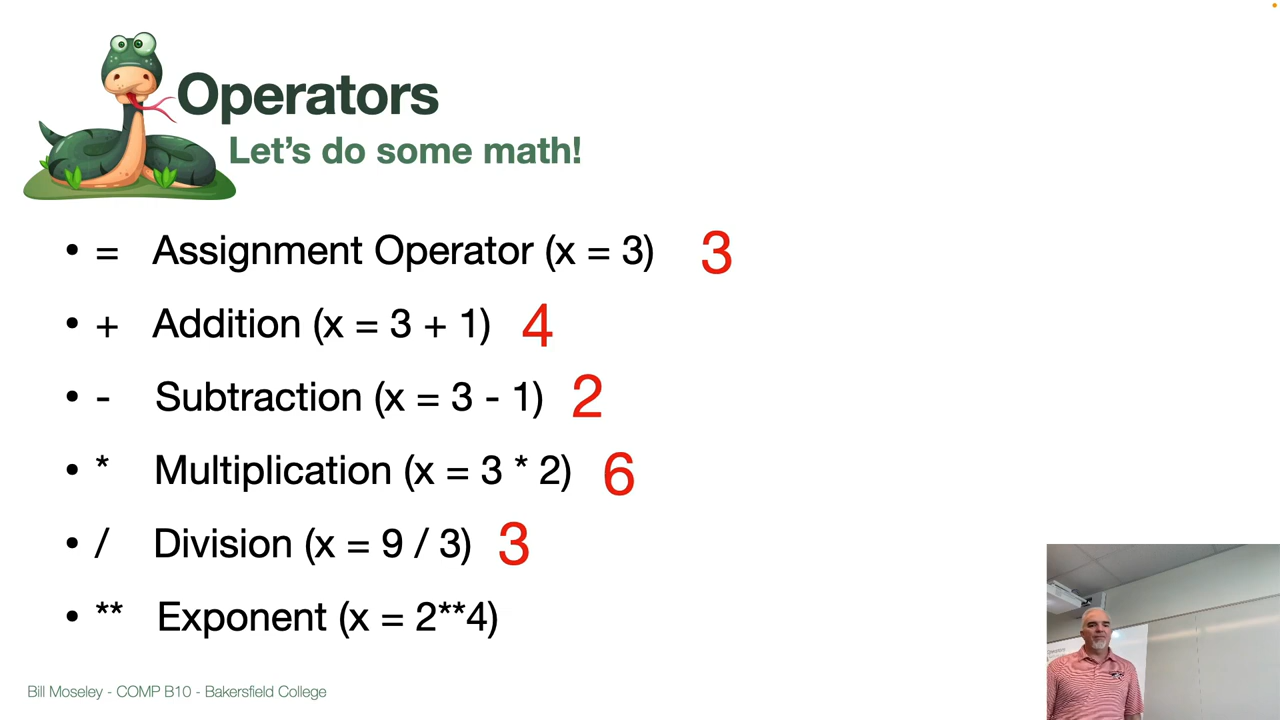 Operators
Let's do some math!
• = Assignment Operator (x = 3) 3
• + Addition (x = 3 + 1) 4
• - Subtraction (x = 3 - 1) 2
• * Multiplication (x = 3 * 2) 6
• / Division (x = 9 / 3) 3
• ** Exponent (x = 2**4)
Bill Moseley - COMP B10 - Bakersfield College